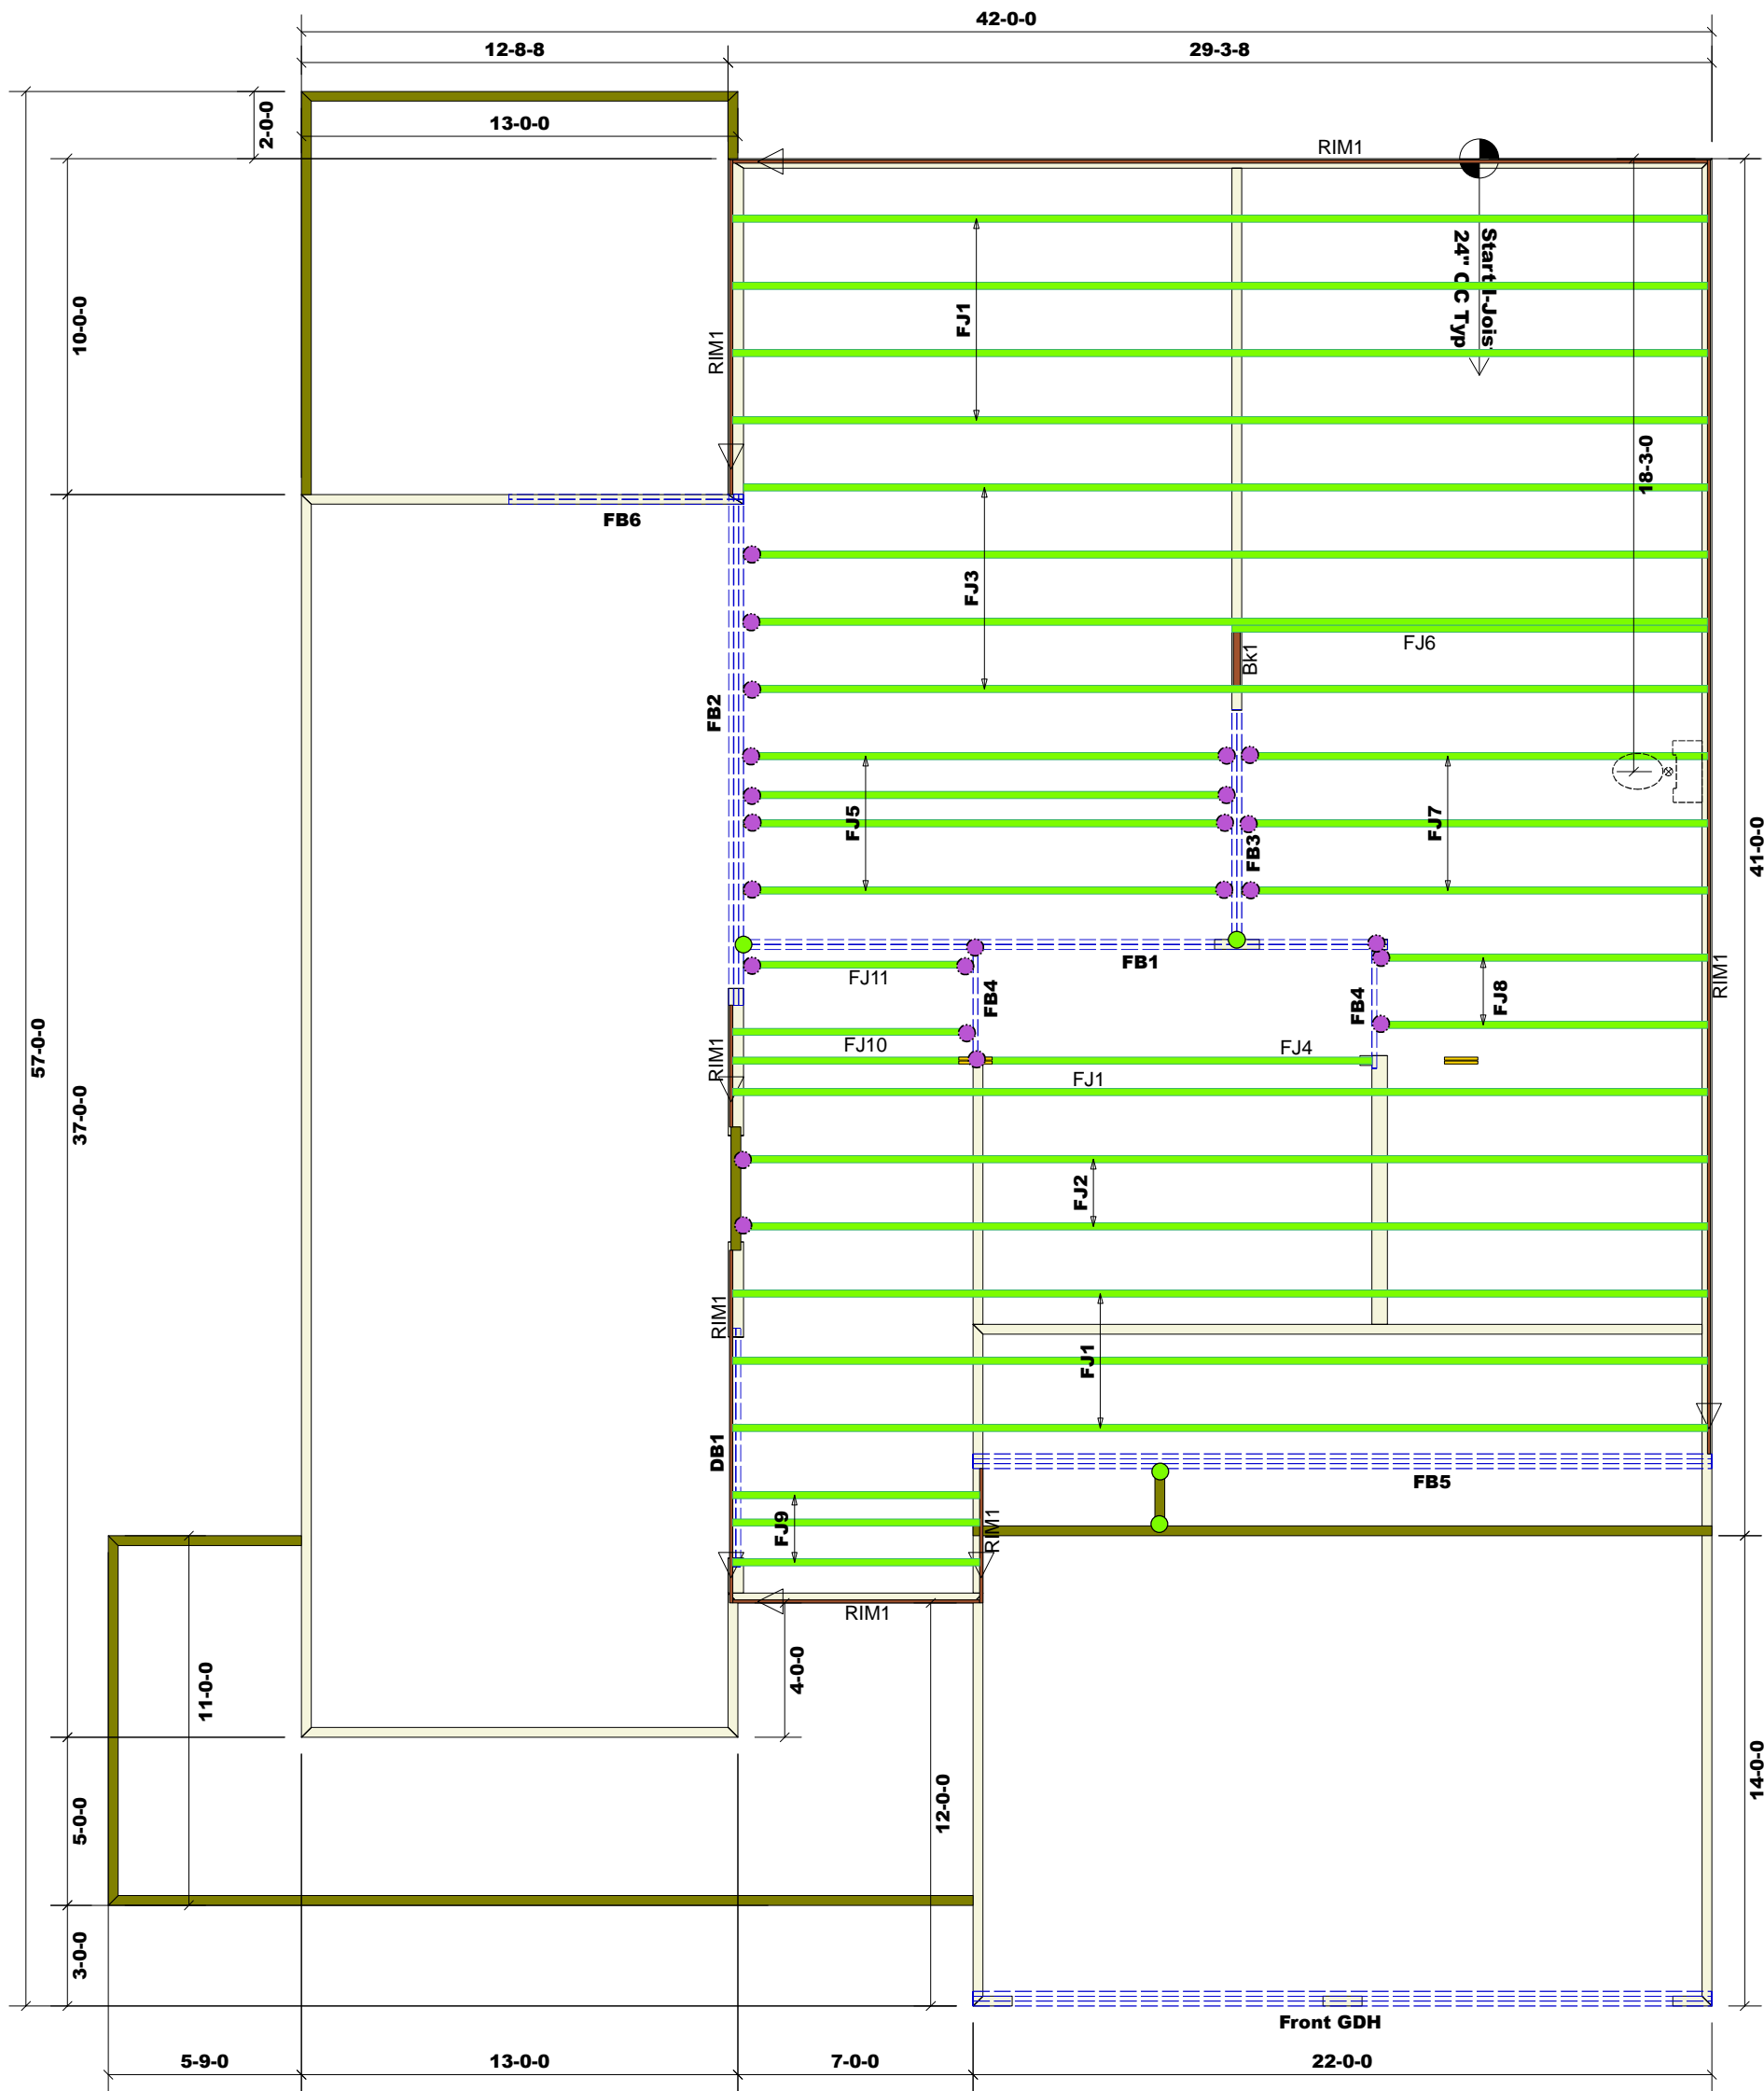 42-0-0
12-8-8
29-3-8
2-0-0
13-0-0
RIM1
Start I-Jois
24" OC Typ
10-0-0
RIM1
FJ1
18-3-0
FB6
FJ3
FJ6
Bk1
FB2
FJ5
FB3
FJ7
41-0-0
FB1
FJ11
FB4
FB4
FJ8
RIM1
57-0-0
37-0-0
RIM1
FJ10
FJ4
FJ1
FJ2
RIM1
FJ1
DB1
FB5
FJ9
RIM1
RIM1
11-0-0
4-0-0
5-0-0
12-0-0
14-0-0
3-0-0
Front GDH
5-9-0
13-0-0
7-0-0
22-0-0